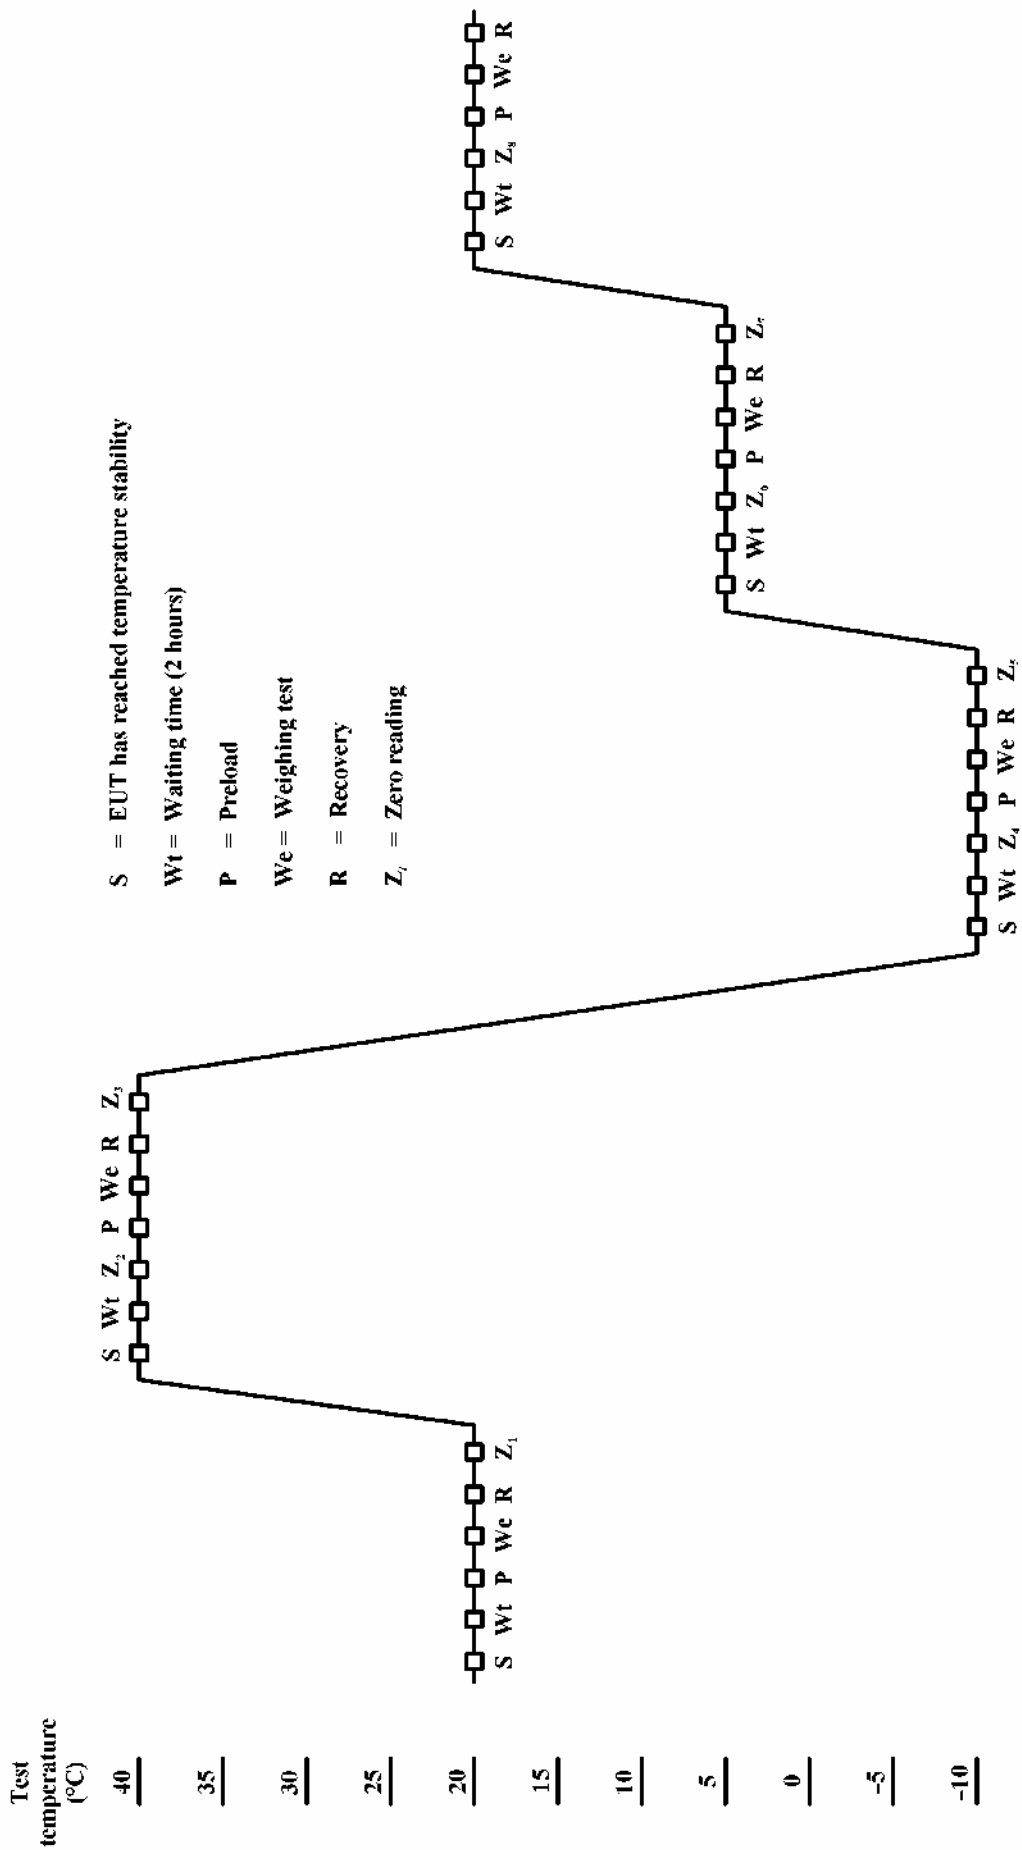 Test
temperature
(°C)
40
35
30
25
20
15
10
5
0
–5
–10
S Wt P We R Z₁
S Wt Z₂ P We R Z₃
S Wt Z₄ P We R Z₅
S Wt Z₆ P We R Z₇
S Wt Z₈ P We R
S = EUT has reached temperature stability
Wt = Waiting time (2 hours)
P = Preload
We = Weighing test
R = Recovery
Zᵢ = Zero reading